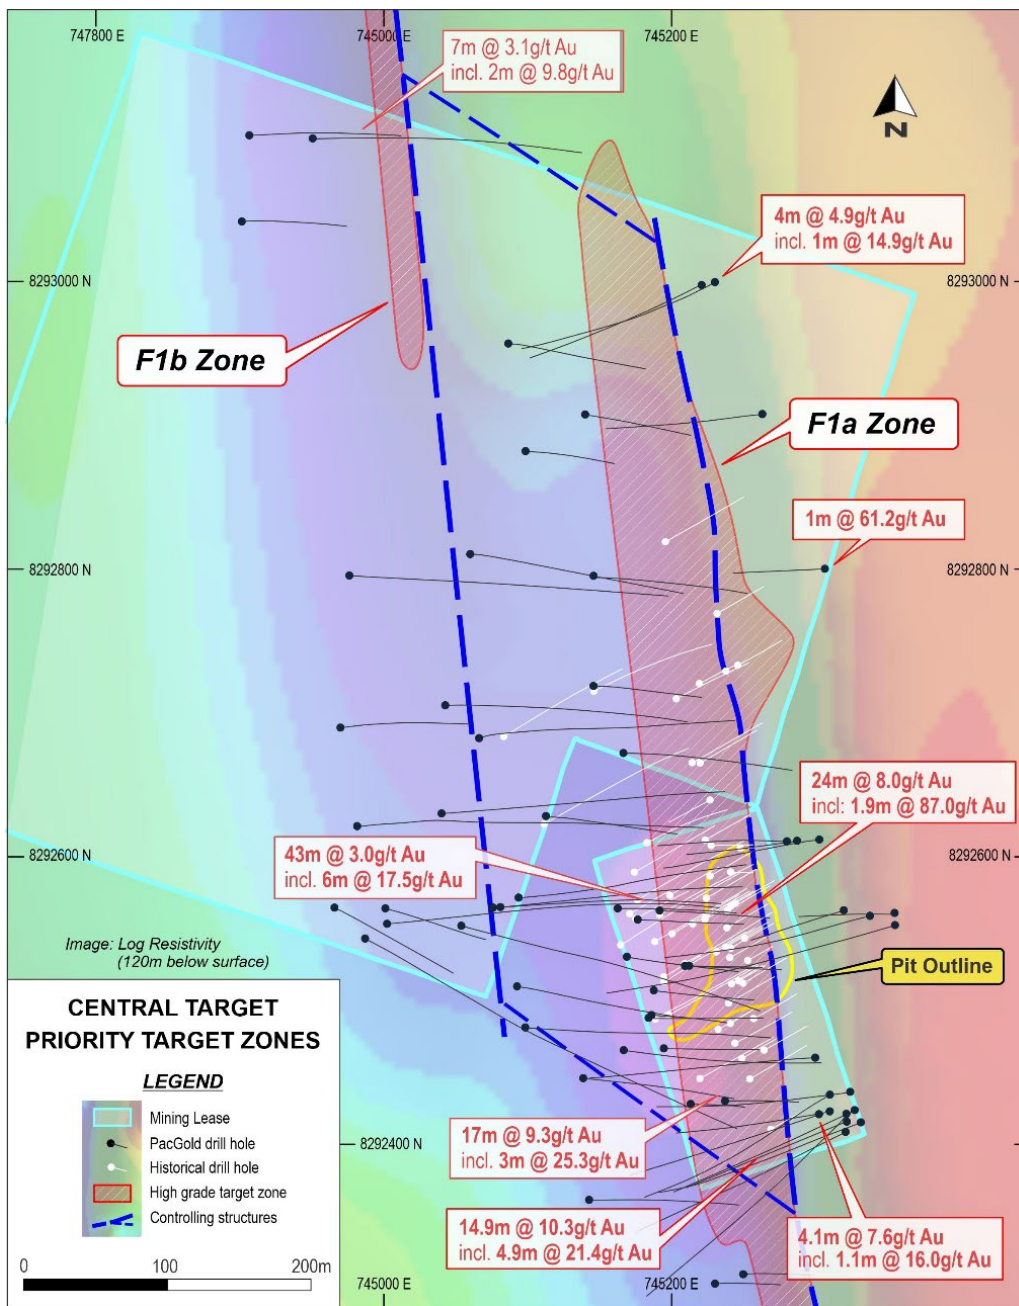 747800 E
745000 E
745200 E
7m @ 3.1g/t Au
incl. 2m @ 9.8g/t Au
N
4m @ 4.9g/t Au
incl. 1m @ 14.9g/t Au
8293000 N
8293000 N
F1b Zone
F1a Zone
1m @ 61.2g/t Au
8292800 N
8292800 N
24m @ 8.0g/t Au
incl: 1.9m @ 87.0g/t Au
43m @ 3.0g/t Au
incl. 6m @ 17.5g/t Au
8292600 N
8292600 N
Image: Log Resistivity
(120m below surface)
Pit Outline
CENTRAL TARGET
PRIORITY TARGET ZONES
LEGEND
Mining Lease
PacGold drill hole
Historical drill hole
High grade target zone
Controlling structures
0 100 200m
8292400 N
8292400 N
17m @ 9.3g/t Au
incl. 3m @ 25.3g/t Au
14.9m @ 10.3g/t Au
incl. 4.9m @ 21.4g/t Au
4.1m @ 7.6g/t Au
incl. 1.1m @ 16.0g/t Au
745000 E
745200 E